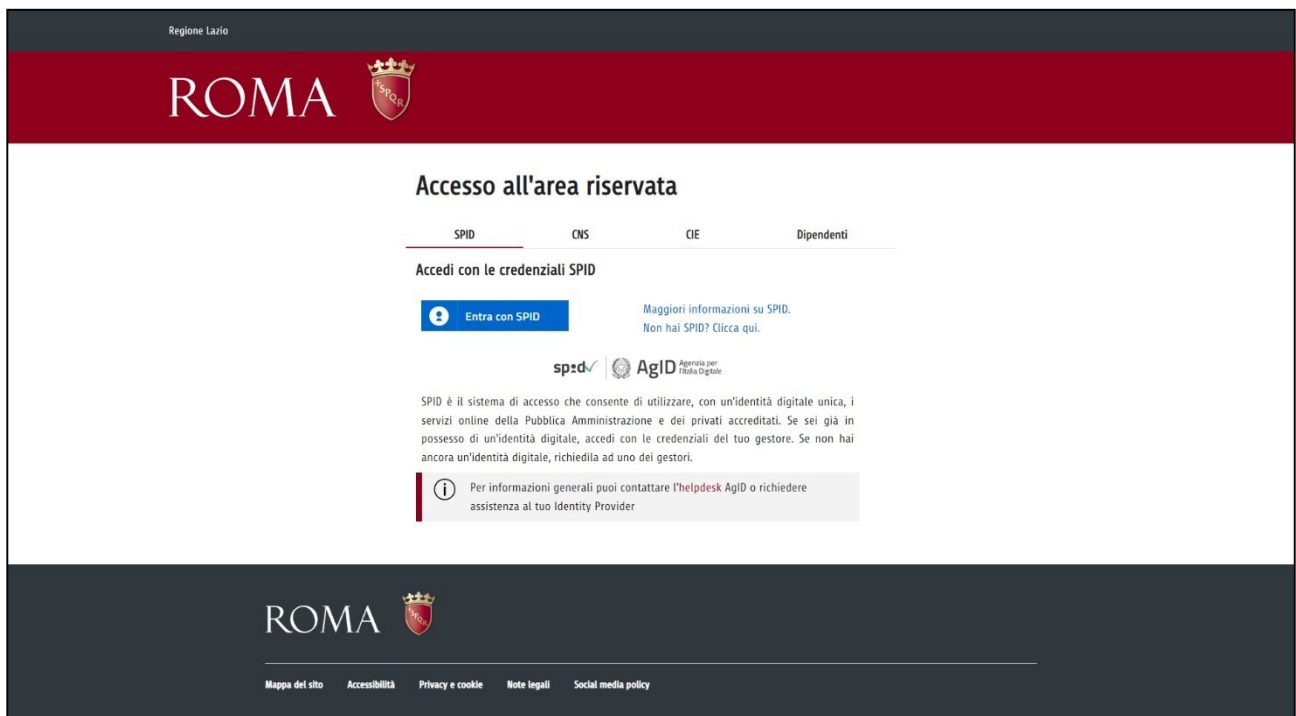 Regione Lazio
ROMA
SPQR
Accesso all'area riservata
SPID CNS CIE Dipendenti
Accedi con le credenziali SPID
Entra con SPID
Maggiori informazioni su SPID.
Non hai SPID? Clicca qui.
sp:d AgID Agenzia per
l'Italia Digitale
SPID è il sistema di accesso che consente di utilizzare, con un'identità digitale unica, i
servizi online della Pubblica Amministrazione e dei privati accreditati. Se sei già in
possesso di un'identità digitale, accedi con le credenziali del tuo gestore. Se non hai
ancora un'identità digitale, richiedila ad uno dei gestori.
Per informazioni generali puoi contattare l'helpdesk AgID o richiedere
assistenza al tuo Identity Provider
ROMA
SPQR
Mappa del sito Accessibilità Privacy e cookie Note legali Social media policy